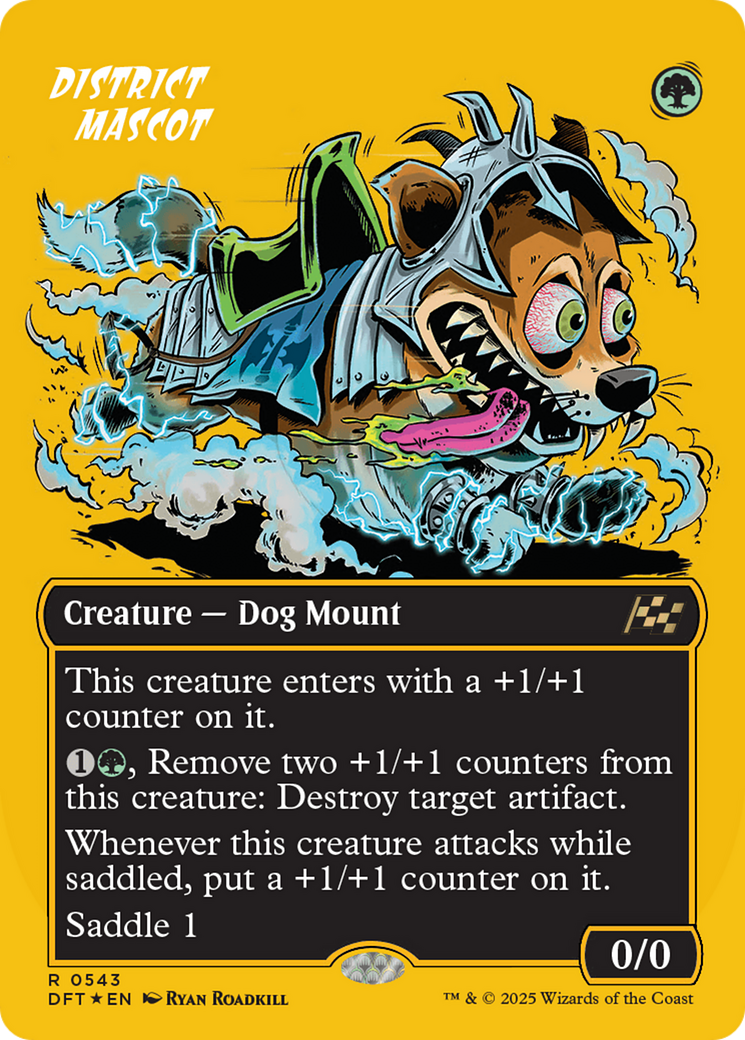 DISTRICT
MASCOT
Creature — Dog Mount
This creature enters with a +1/+1
counter on it.
1, Remove two +1/+1 counters from
this creature: Destroy target artifact.
Whenever this creature attacks while
saddled, put a +1/+1 counter on it.
Saddle 1
0/0
R 0543
DFT★EN RYAN ROADKILL
™ & © 2025 Wizards of the Coast